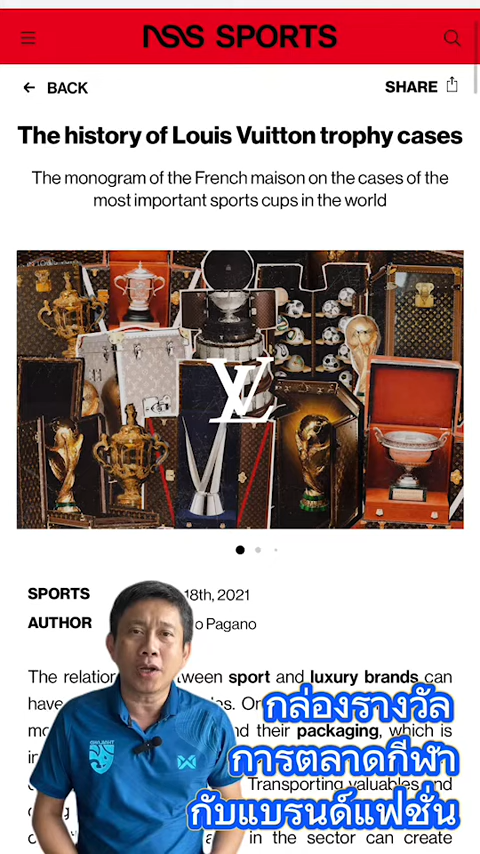 nss SPORTS
← BACK
SHARE
The history of Louis Vuitton trophy cases
The monogram of the French maison on the cases of the
most important sports cups in the world
LV
SPORTS
18th, 2021
AUTHOR
o Pagano
The relation
tween sport and luxury brands can
have
nd their packaging, which is
กล่องรางวัล
การตลาดกีฬา
กับแบรนด์แฟชั่น
Transporting valuables and
in the sector can create